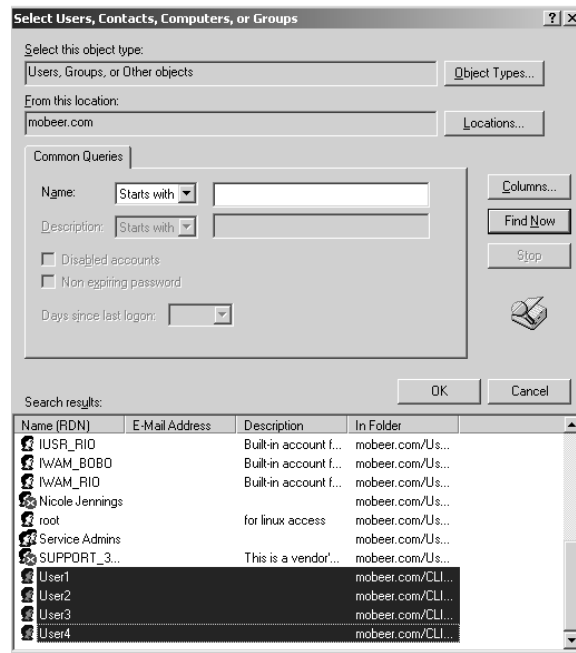 Select Users, Contacts, Computers, or Groups
Select this object type:
Users, Groups, or Other objects
Object Types...
From this location:
mobeer.com
Locations...
Common Queries
Name:
Starts with
Columns...
Description:
Starts with
Find Now
Disabled accounts
Stop
Non expiring password
Days since last logon:
OK
Cancel
Search results:
Name (RDN) E-Mail Address Description In Folder
IUSR_RIO Built-in account f... mobeer.com/Us...
IWAM_BOBO Built-in account f... mobeer.com/Us...
IWAM_RIO Built-in account f... mobeer.com/Us...
Nicole Jennings mobeer.com/Us...
root for linux access mobeer.com/Us...
Service Admins mobeer.com/Us...
SUPPORT_3... This is a vendor'... mobeer.com/Us...
User1 mobeer.com/CLI...
User2 mobeer.com/CLI...
User3 mobeer.com/CLI...
User4 mobeer.com/CLI...